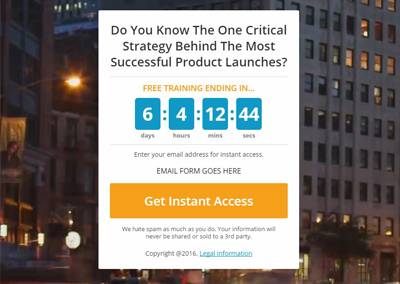 Do You Know The One Critical
Strategy Behind The Most
Successful Product Launches?
FREE TRAINING ENDING IN...
6 : 4 : 12 : 44
days hours mins secs
Enter your email address for instant access.
EMAIL FORM GOES HERE
Get Instant Access
We hate spam as much as you do. Your information will
never be shared or sold to a 3rd party.
Copyright @2016, Legal Information